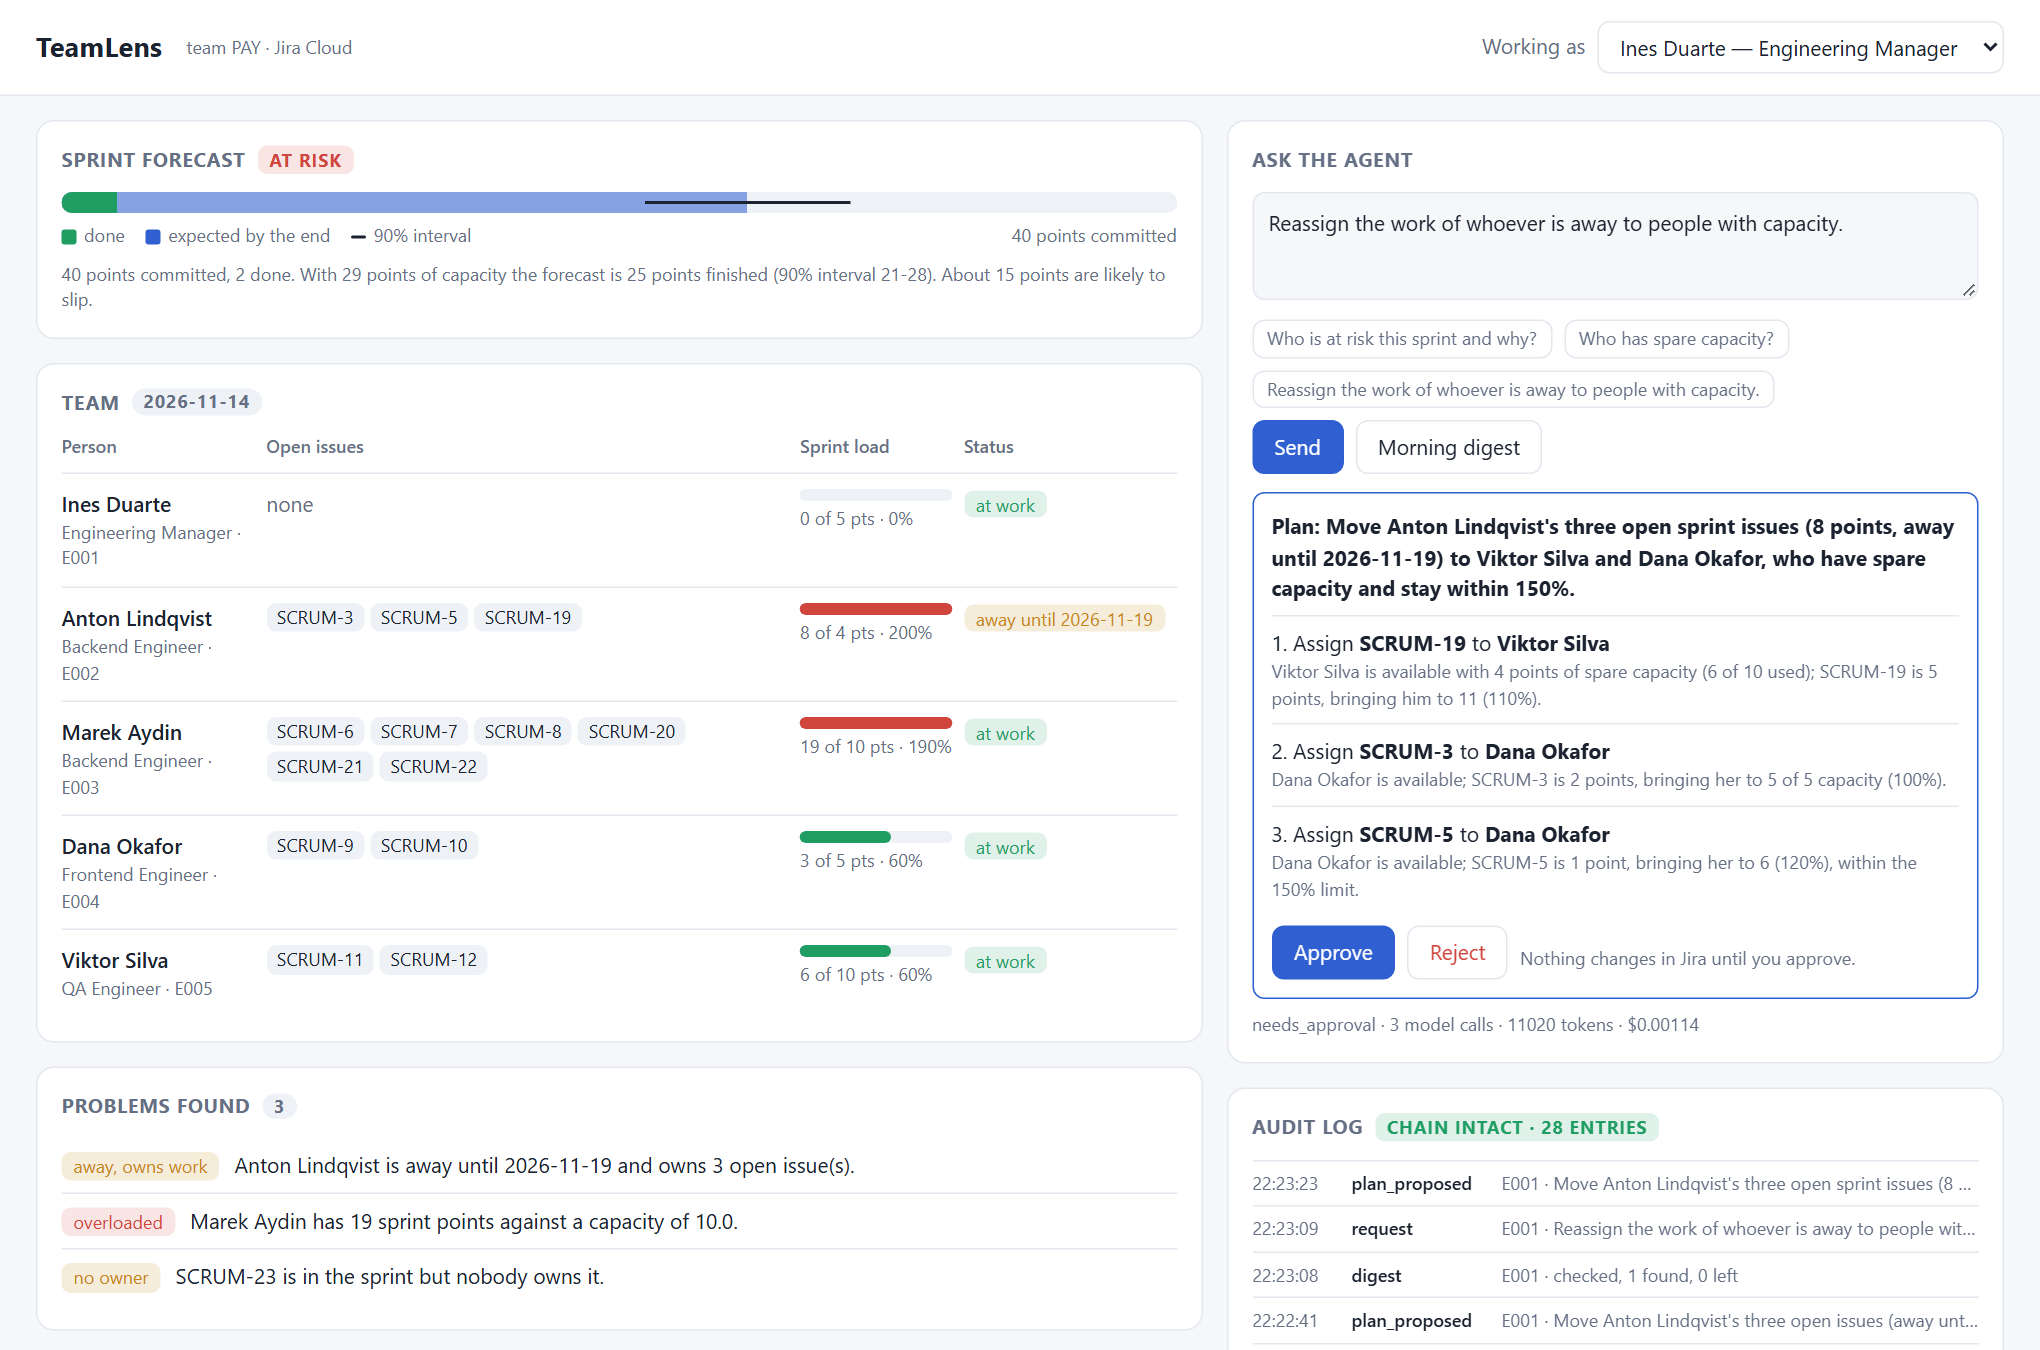 TeamLens team PAY · Jira Cloud
Working as Ines Duarte — Engineering Manager
SPRINT FORECAST AT RISK
done expected by the end 90% interval 40 points committed
40 points committed, 2 done. With 29 points of capacity the forecast is 25 points finished (90% interval 21-28). About 15 points are likely to
slip.
TEAM 2026-11-14
Person Open issues Sprint load Status
Ines Duarte none 0 of 5 pts · 0% at work
Engineering Manager ·
E001
Anton Lindqvist SCRUM-3 SCRUM-5 SCRUM-19 8 of 4 pts · 200% away until 2026-11-19
Backend Engineer ·
E002
Marek Aydin SCRUM-6 SCRUM-7 SCRUM-8 SCRUM-20 19 of 10 pts · 190% at work
Backend Engineer · SCRUM-21 SCRUM-22
E003
Dana Okafor SCRUM-9 SCRUM-10 3 of 5 pts · 60% at work
Frontend Engineer ·
E004
Viktor Silva SCRUM-11 SCRUM-12 6 of 10 pts · 60% at work
QA Engineer · E005
PROBLEMS FOUND 3
away, owns work Anton Lindqvist is away until 2026-11-19 and owns 3 open issue(s).
overloaded Marek Aydin has 19 sprint points against a capacity of 10.0.
no owner SCRUM-23 is in the sprint but nobody owns it.
ASK THE AGENT
Reassign the work of whoever is away to people with capacity.
Who is at risk this sprint and why? Who has spare capacity?
Reassign the work of whoever is away to people with capacity.
Send Morning digest
Plan: Move Anton Lindqvist's three open sprint issues (8 points, away
until 2026-11-19) to Viktor Silva and Dana Okafor, who have spare
capacity and stay within 150%.
1. Assign SCRUM-19 to Viktor Silva
Viktor Silva is available with 4 points of spare capacity (6 of 10 used); SCRUM-19 is 5
points, bringing him to 11 (110%).
2. Assign SCRUM-3 to Dana Okafor
Dana Okafor is available; SCRUM-3 is 2 points, bringing her to 5 of 5 capacity (100%).
3. Assign SCRUM-5 to Dana Okafor
Dana Okafor is available; SCRUM-5 is 1 point, bringing her to 6 (120%), within the
150% limit.
Approve Reject Nothing changes in Jira until you approve.
needs_approval · 3 model calls · 11020 tokens · $0.00114
AUDIT LOG CHAIN INTACT · 28 ENTRIES
22:23:23 plan_proposed E001 · Move Anton Lindqvist's three open sprint issues (8 ...
22:23:09 request E001 · Reassign the work of whoever is away to people wit...
22:23:08 digest E001 · checked, 1 found, 0 left
22:22:41 plan_proposed E001 · Move Anton Lindqvist's three open issues (away unt...